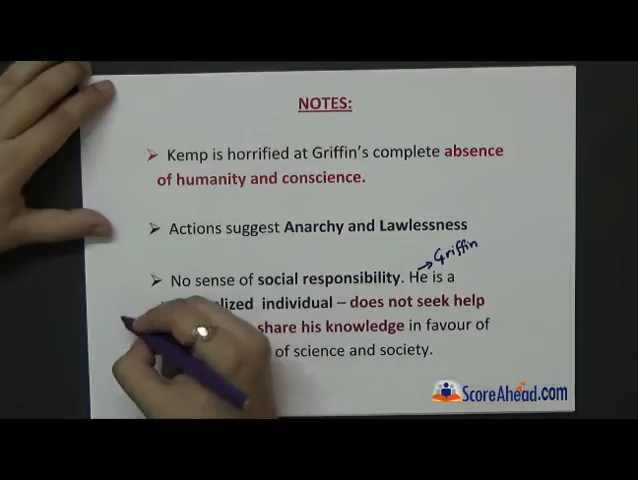 NOTES:
Kemp is horrified at Griffin's complete absence
of humanity and conscience.
Actions suggest Anarchy and Lawlessness
Griffin
No sense of social responsibility. He is a
individual – does not seek help
share his knowledge in favour of
of science and society.
ScoreAhead.com